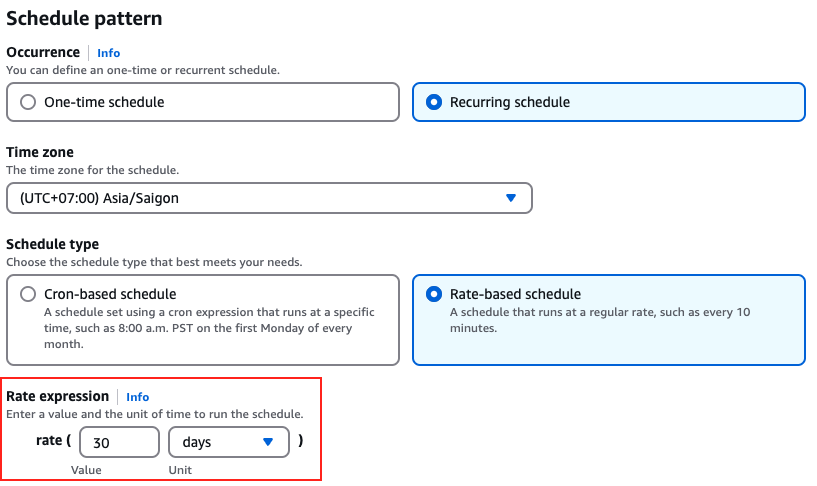 Schedule pattern
Occurrence Info
You can define an one-time or recurrent schedule.
One-time schedule
Recurring schedule
Time zone
The time zone for the schedule.
(UTC+07:00) Asia/Saigon
Schedule type
Choose the schedule type that best meets your needs.
Cron-based schedule
A schedule set using a cron expression that runs at a specific
time, such as 8:00 a.m. PST on the first Monday of every
month.
Rate-based schedule
A schedule that runs at a regular rate, such as every 10
minutes.
Rate expression Info
Enter a value and the unit of time to run the schedule.
rate ( 30 days )
Value Unit